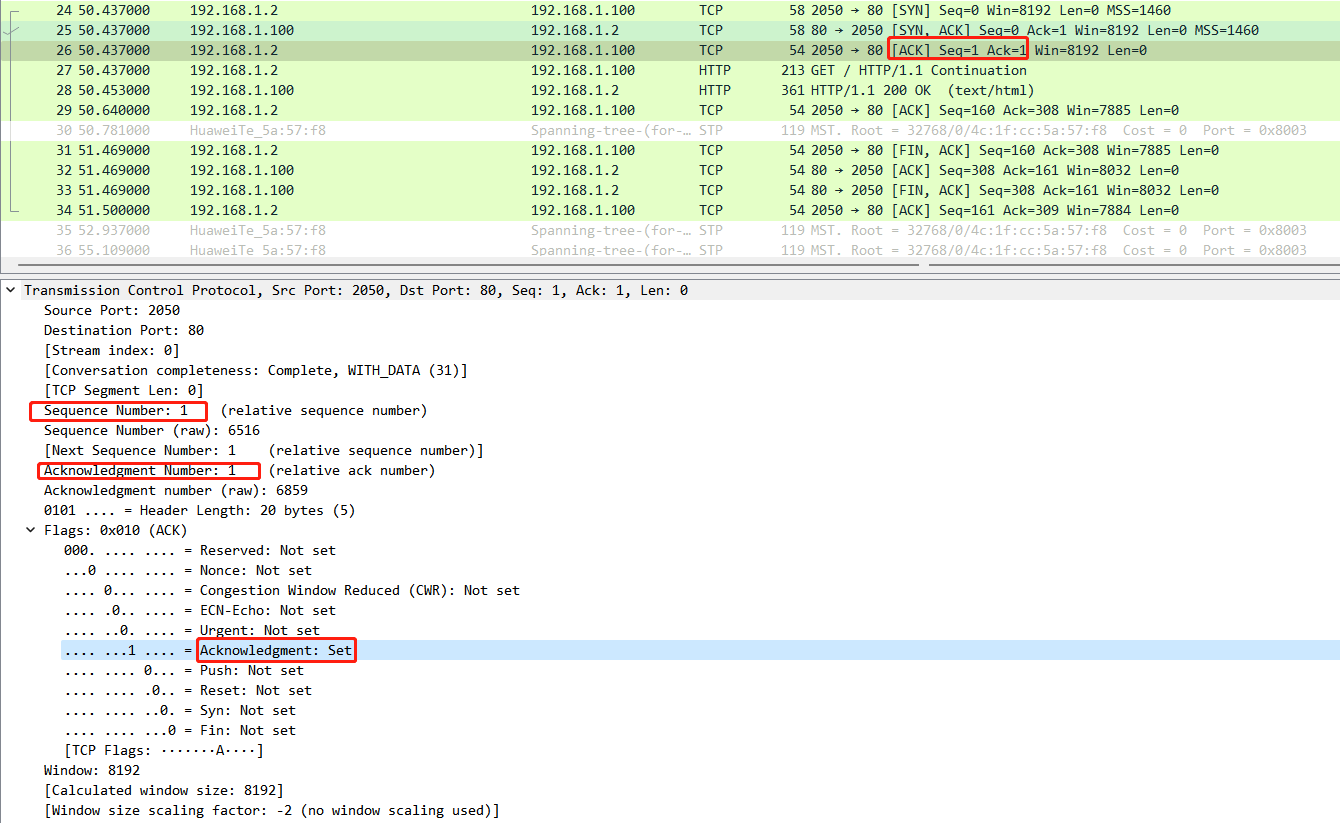 24 50.437000 192.168.1.2 192.168.1.100 TCP 58 2050 → 80 [SYN] Seq=0 Win=8192 Len=0 MSS=1460
25 50.437000 192.168.1.100 192.168.1.2 TCP 58 80 → 2050 [SYN, ACK] Seq=0 Ack=1 Win=8192 Len=0 MSS=1460
26 50.437000 192.168.1.2 192.168.1.100 TCP 54 2050 → 80 [ACK] Seq=1 Ack=1 Win=8192 Len=0
27 50.437000 192.168.1.2 192.168.1.100 HTTP 213 GET / HTTP/1.1 Continuation
28 50.453000 192.168.1.100 192.168.1.2 HTTP 361 HTTP/1.1 200 OK (text/html)
29 50.640000 192.168.1.2 192.168.1.100 TCP 54 2050 → 80 [ACK] Seq=160 Ack=308 Win=7885 Len=0
30 50.781000 HuaweiTe_5a:57:f8 Spanning-tree-(for-… STP 119 MST. Root = 32768/0/4c:1f:cc:5a:57:f8 Cost = 0 Port = 0x8003
31 51.469000 192.168.1.2 192.168.1.100 TCP 54 2050 → 80 [FIN, ACK] Seq=160 Ack=308 Win=7885 Len=0
32 51.469000 192.168.1.100 192.168.1.2 TCP 54 80 → 2050 [ACK] Seq=308 Ack=161 Win=8032 Len=0
33 51.469000 192.168.1.100 192.168.1.2 TCP 54 80 → 2050 [FIN, ACK] Seq=308 Ack=161 Win=8032 Len=0
34 51.500000 192.168.1.2 192.168.1.100 TCP 54 2050 → 80 [ACK] Seq=161 Ack=309 Win=7884 Len=0
35 52.937000 HuaweiTe_5a:57:f8 Spanning-tree-(for-… STP 119 MST. Root = 32768/0/4c:1f:cc:5a:57:f8 Cost = 0 Port = 0x8003
36 55.109000 HuaweiTe_5a:57:f8 Spanning-tree-(for-… STP 119 MST. Root = 32768/0/4c:1f:cc:5a:57:f8 Cost = 0 Port = 0x8003
Transmission Control Protocol, Src Port: 2050, Dst Port: 80, Seq: 1, Ack: 1, Len: 0
Source Port: 2050
Destination Port: 80
[Stream index: 0]
[Conversation completeness: Complete, WITH_DATA (31)]
[TCP Segment Len: 0]
Sequence Number: 1 (relative sequence number)
Sequence Number (raw): 6516
[Next Sequence Number: 1 (relative sequence number)]
Acknowledgment Number: 1 (relative ack number)
Acknowledgment number (raw): 6859
0101 .... = Header Length: 20 bytes (5)
Flags: 0x010 (ACK)
000. .... .... = Reserved: Not set
...0 .... .... = Nonce: Not set
.... 0... .... = Congestion Window Reduced (CWR): Not set
.... .0.. .... = ECN-Echo: Not set
.... ..0. .... = Urgent: Not set
.... ...1 .... = Acknowledgment: Set
.... .... 0... = Push: Not set
.... .... .0.. = Reset: Not set
.... .... ..0. = Syn: Not set
.... .... ...0 = Fin: Not set
[TCP Flags: ·······A····]
Window: 8192
[Calculated window size: 8192]
[Window size scaling factor: -2 (no window scaling used)]